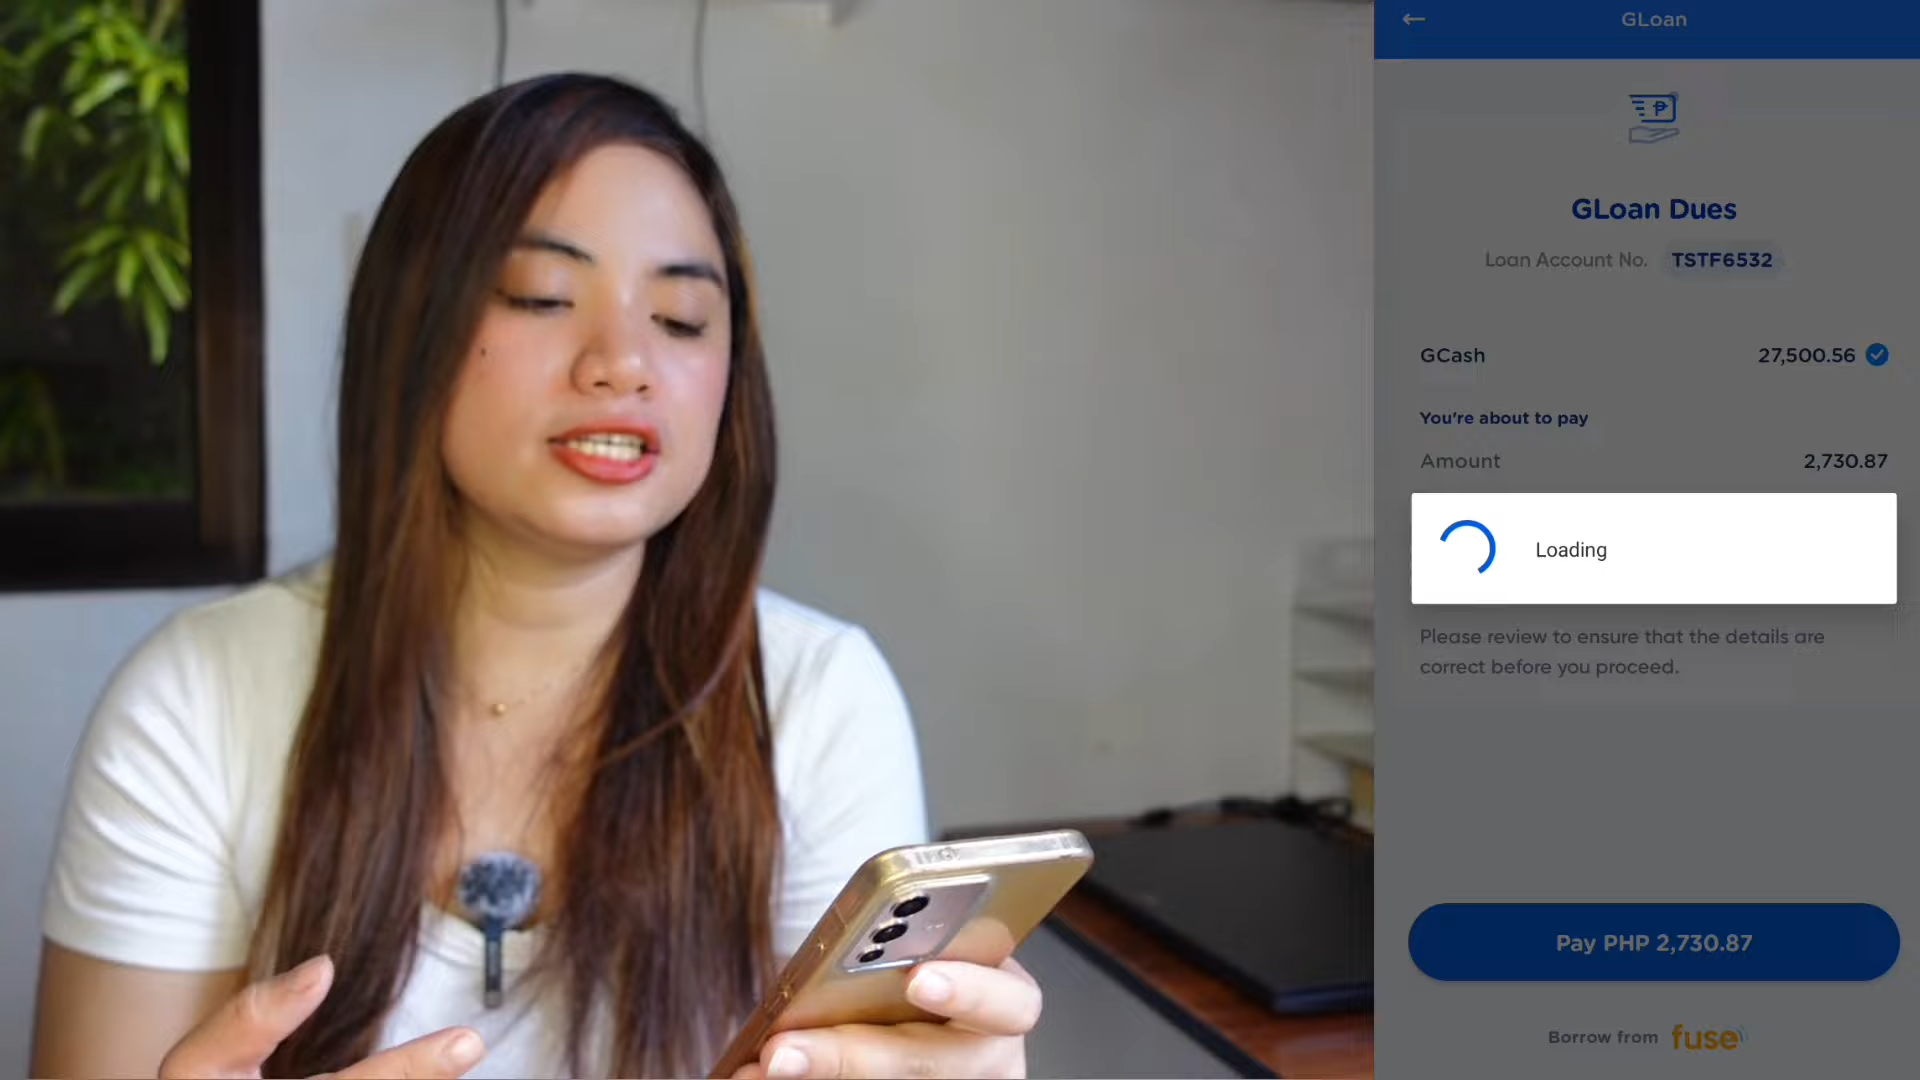 GLoan
GLoan Dues
Loan Account No. TSTF6532
GCash 27,500.56
You're about to pay
Amount 2,730.87
Loading
Please review to ensure that the details are
correct before you proceed.
Pay PHP 2,730.87
Borrow from fuse